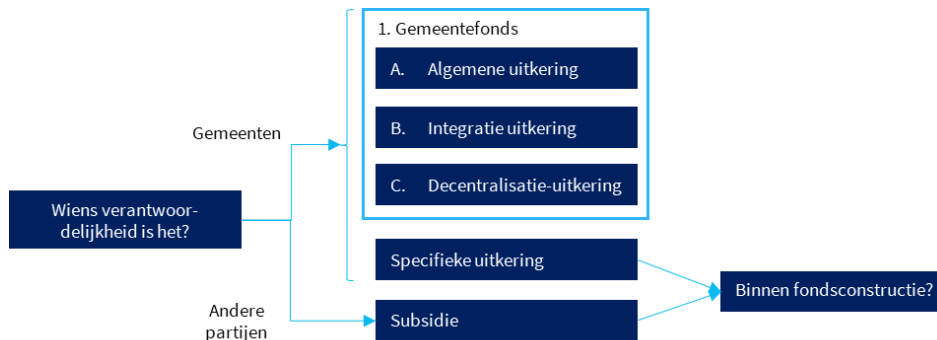 1. Gemeentefonds
A. Algemene uitkering
Gemeenten
B. Integratie uitkering
C. Decentralisatie-uitkering
Wiens verantwoor-
delijkheid is het?
Specifieke uitkering
Binnen fondsconstructie?
Andere
partijen
Subsidie